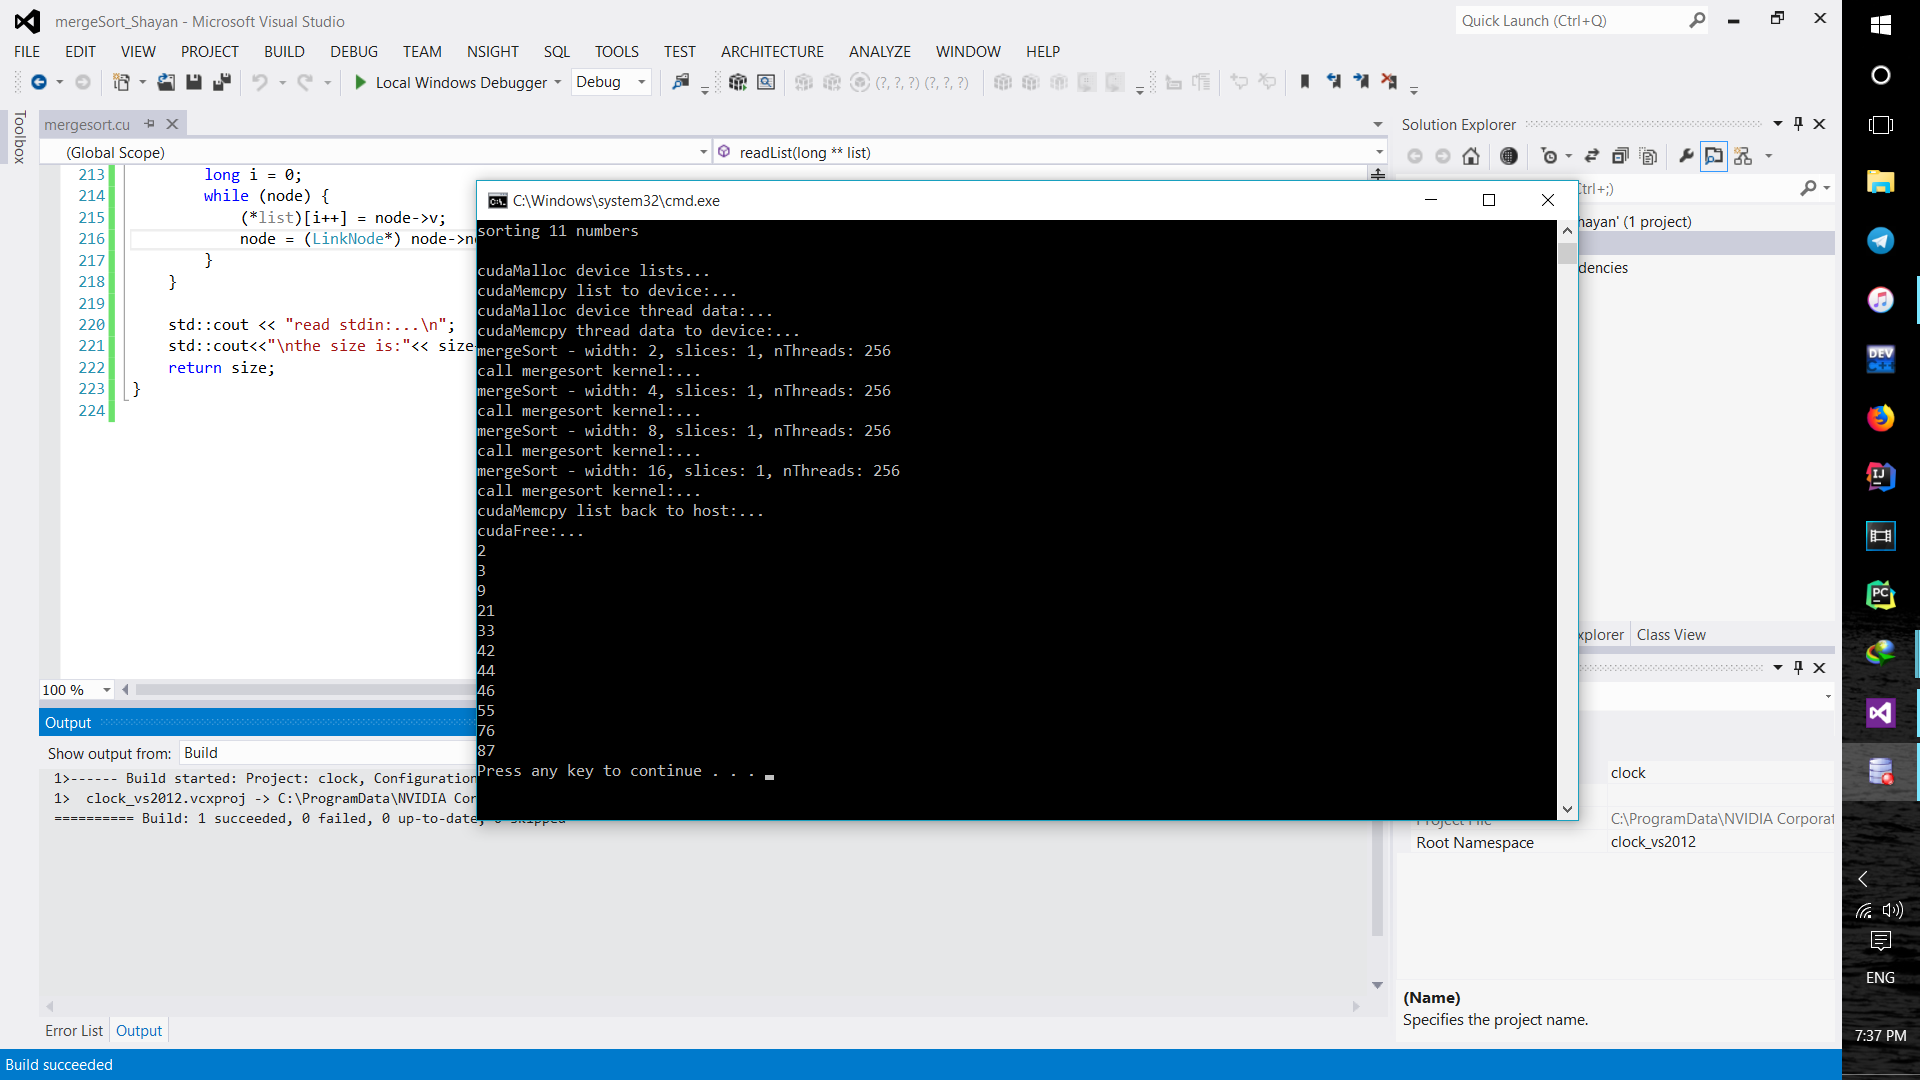 mergeSort_Shayan - Microsoft Visual Studio
Quick Launch (Ctrl+Q)
FILE EDIT VIEW PROJECT BUILD DEBUG TEAM NSIGHT SQL TOOLS TEST ARCHITECTURE ANALYZE WINDOW HELP
Local Windows Debugger Debug (?, ?, ?) (?, ?, ?)
Toolbox
mergesort.cu
(Global Scope) readList(long ** list)
213 long i = 0;
214 while (node) {
215 (*list)[i++] = node->v;
216 node = (LinkNode*) node->ne
217 }
218 }
219
220 std::cout << "read stdin:...\n";
221 std::cout<<"\nthe size is:"<< size
222 return size;
223 }
224
100 %
C:\Windows\system32\cmd.exe
sorting 11 numbers
cudaMalloc device lists...
cudaMemcpy list to device:...
cudaMalloc device thread data:...
cudaMemcpy thread data to device:...
mergeSort - width: 2, slices: 1, nThreads: 256
call mergesort kernel:...
mergeSort - width: 4, slices: 1, nThreads: 256
call mergesort kernel:...
mergeSort - width: 8, slices: 1, nThreads: 256
call mergesort kernel:...
mergeSort - width: 16, slices: 1, nThreads: 256
call mergesort kernel:...
cudaMemcpy list back to host:...
cudaFree:...
2
3
9
21
33
42
44
46
55
76
87
Press any key to continue . . .
Output
Show output from: Build
1>------ Build started: Project: clock, Configuration
1> clock_vs2012.vcxproj -> C:\ProgramData\NVIDIA Cor
========== Build: 1 succeeded, 0 failed, 0 up-to-date, 0 skipped
Error List Output
Build succeeded
Solution Explorer
trl+;)
hayan' (1 project)
dencies
xplorer Class View
clock
Project File C:\ProgramData\NVIDIA Corporat
Root Namespace clock_vs2012
(Name)
Specifies the project name.
DEV
IJ
PC
ENG
7:37 PM